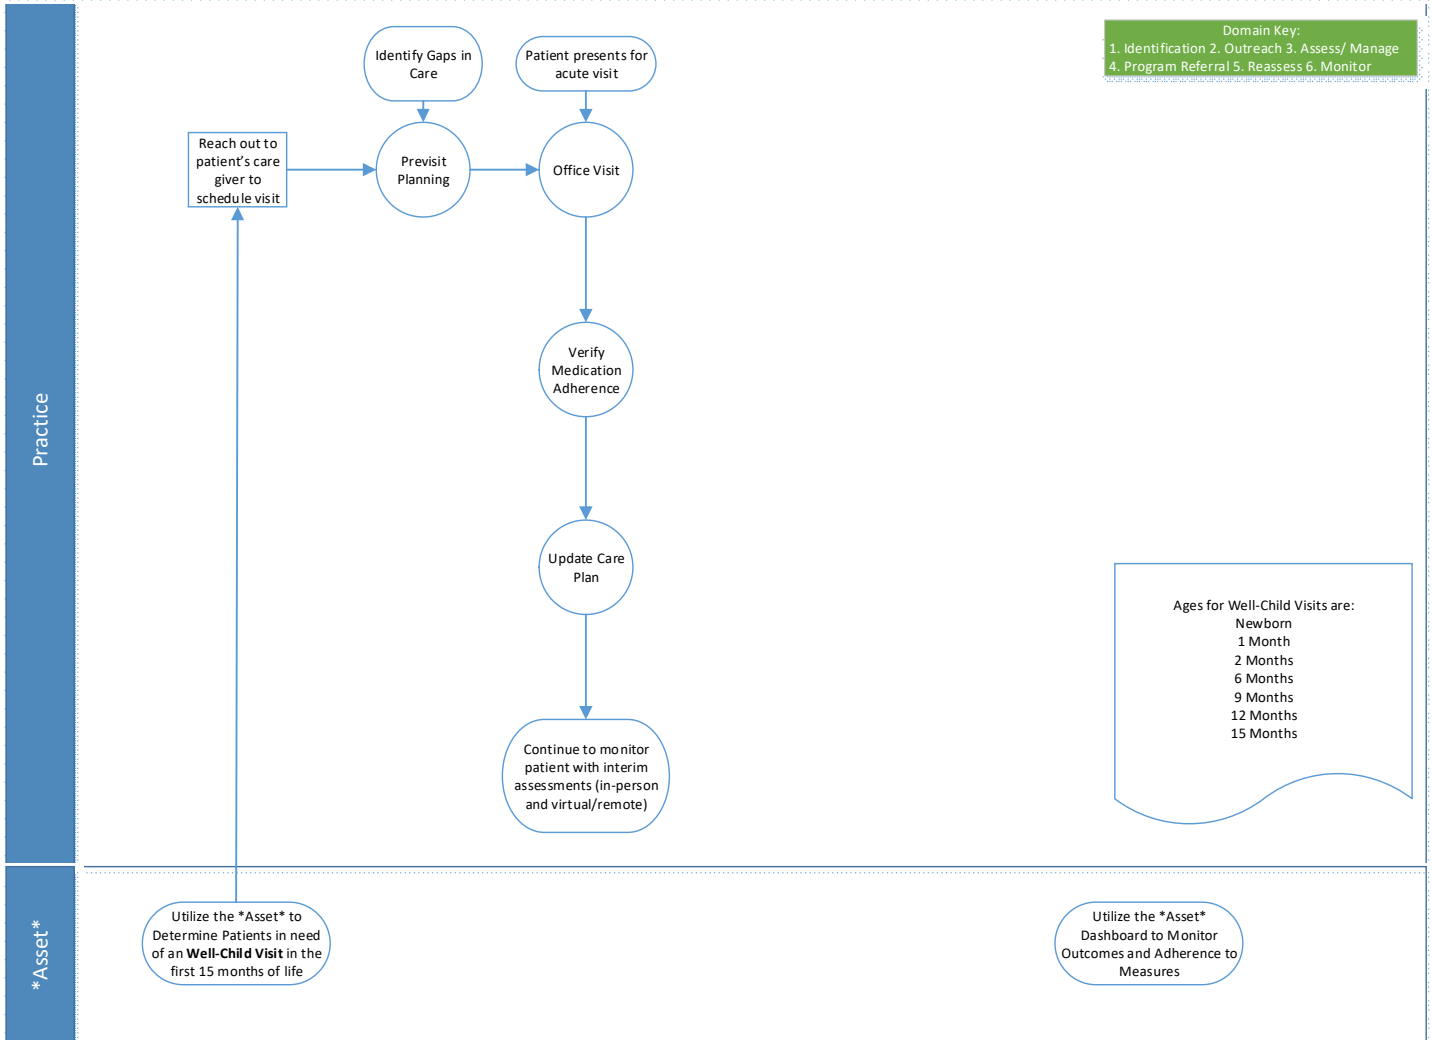 Domain Key:
1. Identification 2. Outreach 3. Assess/ Manage
4. Program Referral 5. Reassess 6. Monitor
Identify Gaps in
Care
Patient presents for
acute visit
Reach out to
patient's care
giver to
schedule visit
Previsit
Planning
Office Visit
Verify
Medication
Adherence
Practice
Update Care
Plan
Ages for Well-Child Visits are:
Newborn
1 Month
2 Months
6 Months
9 Months
12 Months
15 Months
Continue to monitor
patient with interim
assessments (in-person
and virtual/remote)
*Asset*
Utilize the *Asset* to
Determine Patients in need
of an Well-Child Visit in the
first 15 months of life
Utilize the *Asset*
Dashboard to Monitor
Outcomes and Adherence to
Measures